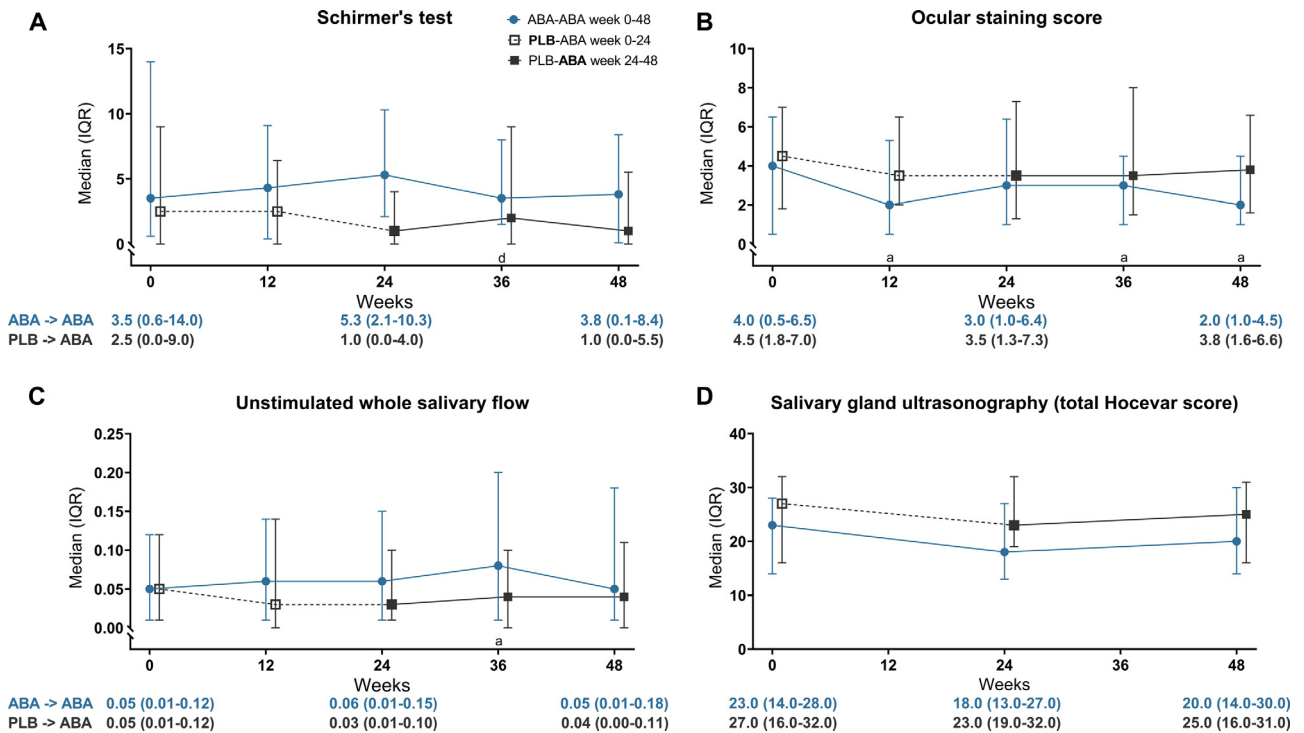 A
Schirmer's test
ABA-ABA week 0-48
PLB-ABA week 0-24
PLB-ABA week 24-48
Median (IQR)
15
10
5
0
d
0 12 24 36 48
Weeks
ABA -> ABA 3.5 (0.6-14.0) 5.3 (2.1-10.3) 3.8 (0.1-8.4)
PLB -> ABA 2.5 (0.0-9.0) 1.0 (0.0-4.0) 1.0 (0.0-5.5)
B
Ocular staining score
Median (IQR)
10
8
6
4
2
0
a a a
0 12 24 36 48
Weeks
4.0 (0.5-6.5) 3.0 (1.0-6.4) 2.0 (1.0-4.5)
4.5 (1.8-7.0) 3.5 (1.3-7.3) 3.8 (1.6-6.6)
C
Unstimulated whole salivary flow
Median (IQR)
0.25
0.20
0.15
0.10
0.05
0.00
a
0 12 24 36 48
Weeks
ABA -> ABA 0.05 (0.01-0.12) 0.06 (0.01-0.15) 0.05 (0.01-0.18)
PLB -> ABA 0.05 (0.01-0.12) 0.03 (0.01-0.10) 0.04 (0.00-0.11)
D
Salivary gland ultrasonography (total Hocevar score)
Median (IQR)
40
30
20
10
0
0 12 24 36 48
Weeks
23.0 (14.0-28.0) 18.0 (13.0-27.0) 20.0 (14.0-30.0)
27.0 (16.0-32.0) 23.0 (19.0-32.0) 25.0 (16.0-31.0)